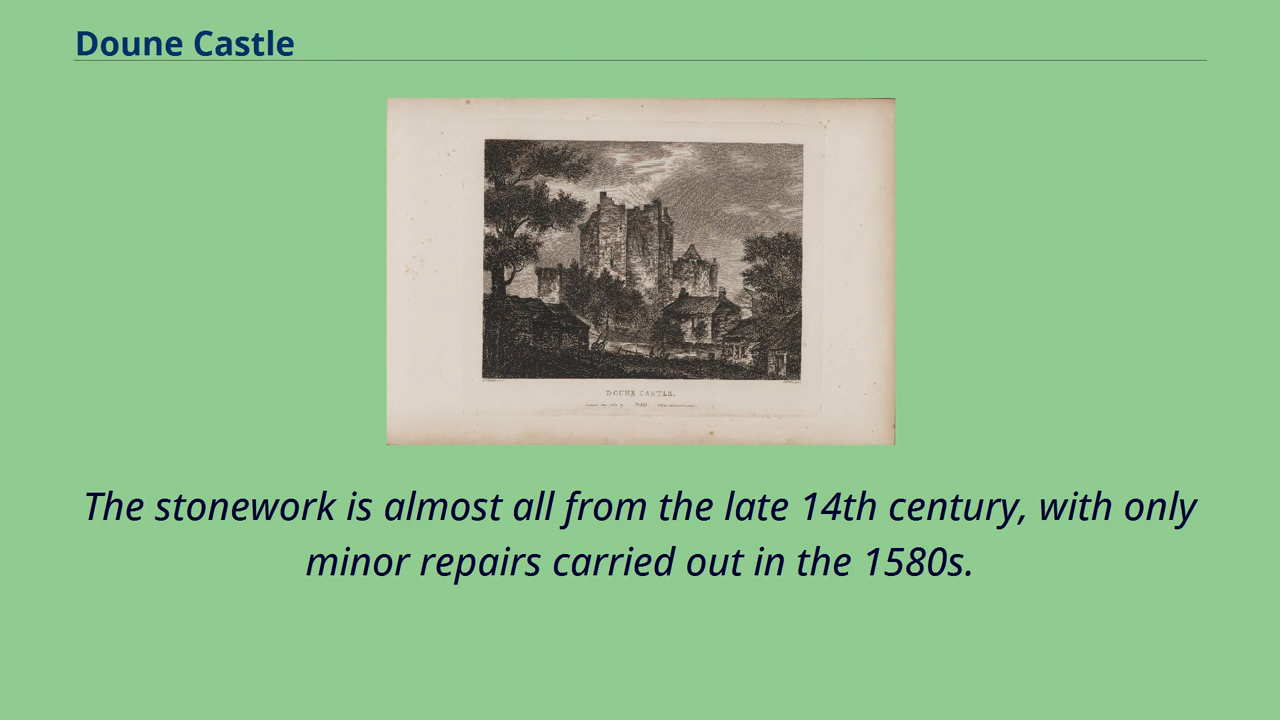 Doune Castle
DOUNE CASTLE.
The stonework is almost all from the late 14th century, with only
minor repairs carried out in the 1580s.